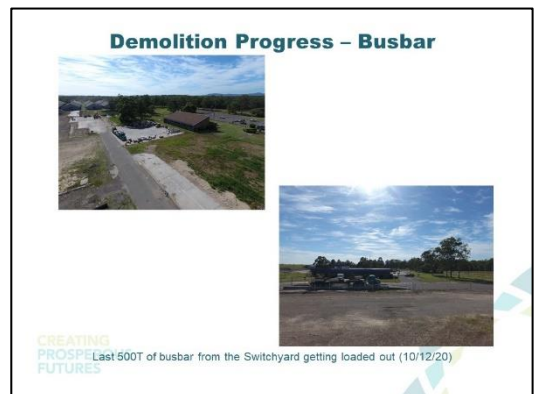 Demolition Progress – Busbar
CREATING
PROSPEROUS
FUTURES
Last 500T of busbar from the Switchyard getting loaded out (10/12/20)